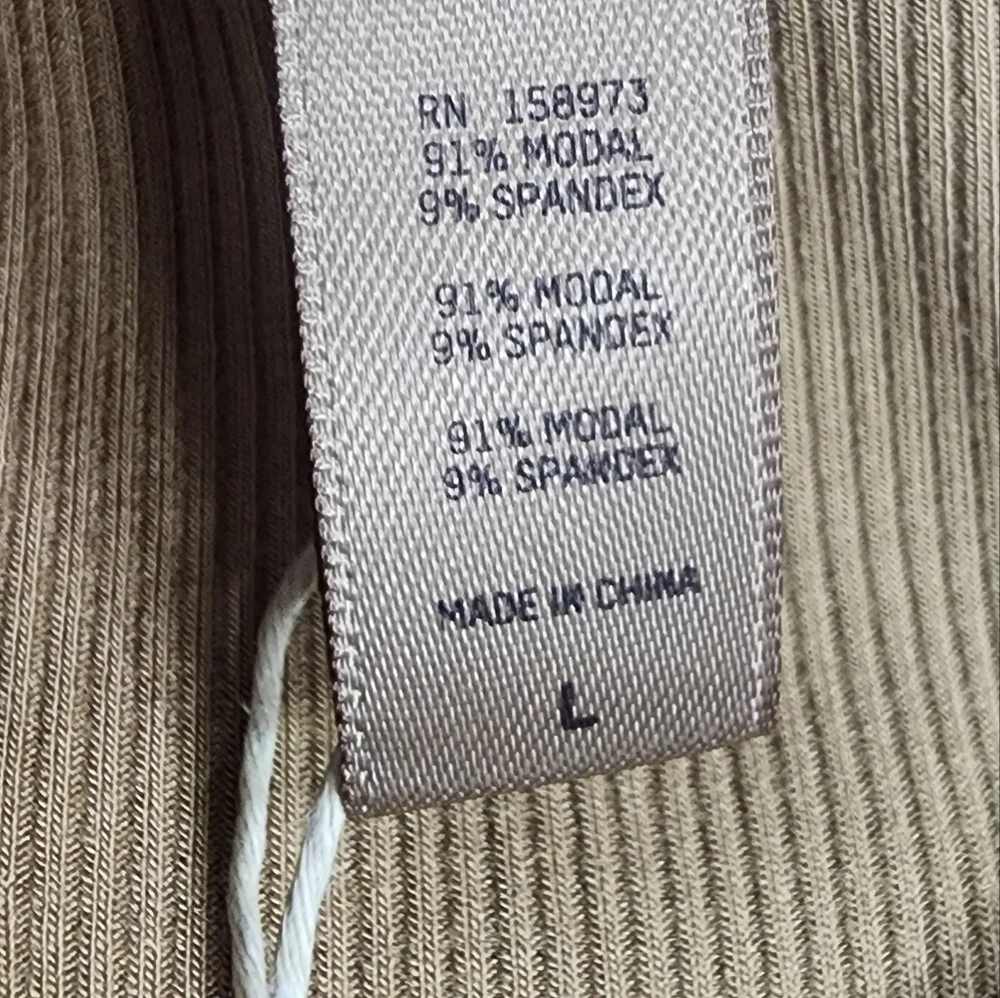 RN 158973
91% MODAL
9% SPANDEX
91% MODAL
9% SPANDEX
91% MODAL
9% SPANDEX
MADE IN CHINA
L